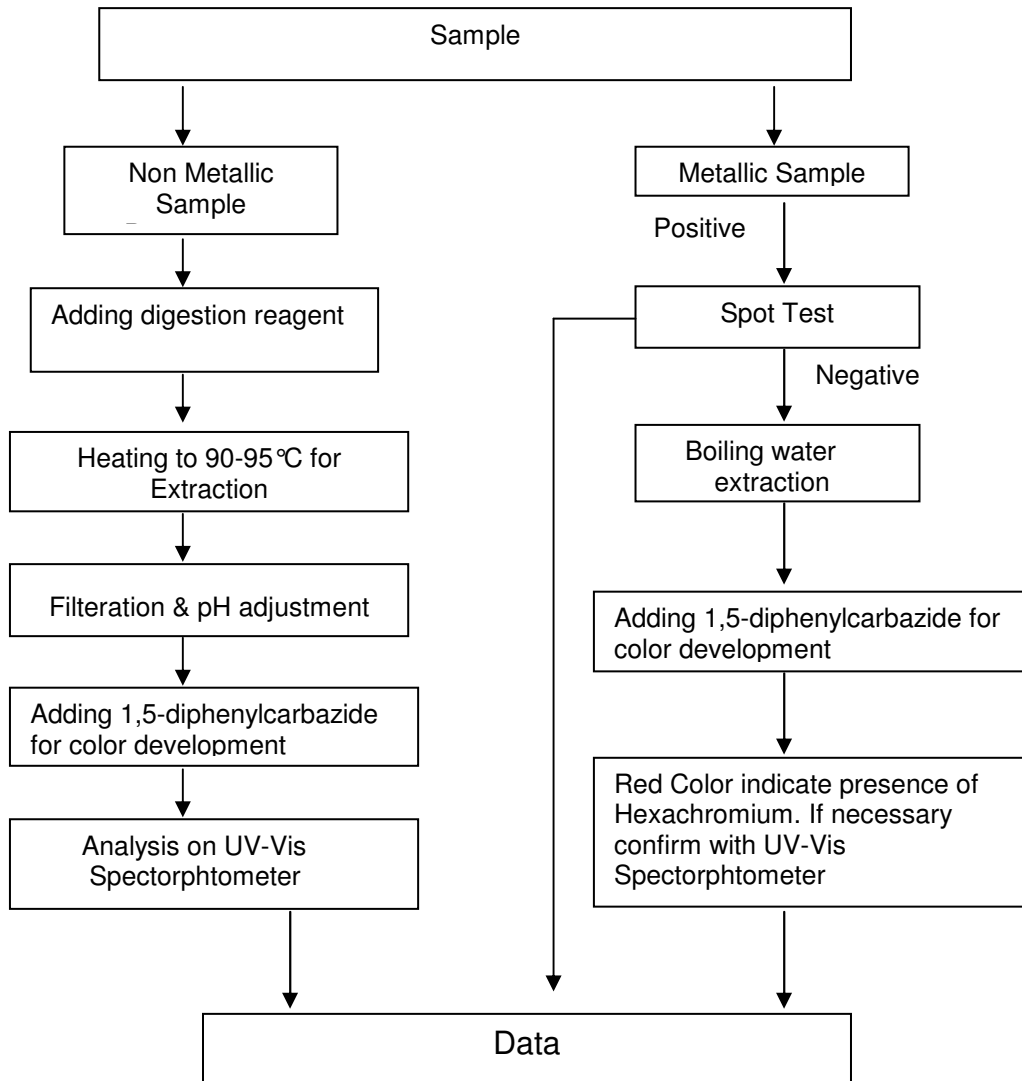 Sample
Non Metallic
Sample
Adding digestion reagent
Heating to 90-95°C for
Extraction
Filteration & pH adjustment
Adding 1,5-diphenylcarbazide
for color development
Analysis on UV-Vis
Spectorphtometer
Metallic Sample
Positive
Spot Test
Negative
Boiling water
extraction
Adding 1,5-diphenylcarbazide for
color development
Red Color indicate presence of
Hexachromium. If necessary
confirm with UV-Vis
Spectorphtometer
Data